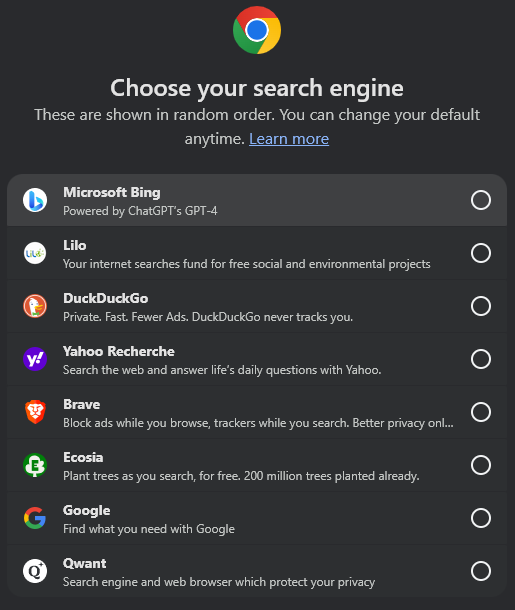 Choose your search engine
These are shown in random order. You can change your default
anytime. Learn more
Microsoft Bing
Powered by ChatGPT's GPT-4
Lilo
Your internet searches fund for free social and environmental projects
DuckDuckGo
Private. Fast. Fewer Ads. DuckDuckGo never tracks you.
Yahoo Recherche
Search the web and answer life's daily questions with Yahoo.
Brave
Block ads while you browse, trackers while you search. Better privacy onl...
Ecosia
Plant trees as you search, for free. 200 million trees planted already.
Google
Find what you need with Google
Qwant
Search engine and web browser which protect your privacy